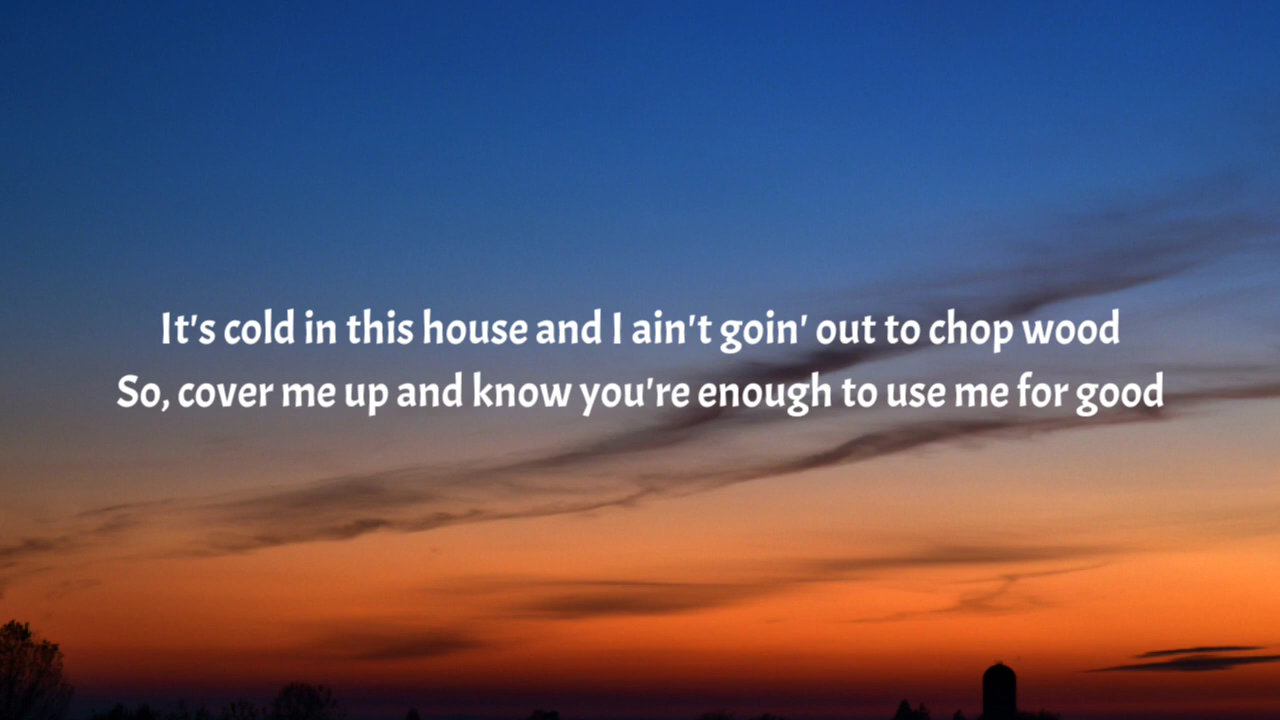 It's cold in this house and I ain't goin' out to chop wood
So, cover me up and know you're enough to use me for good